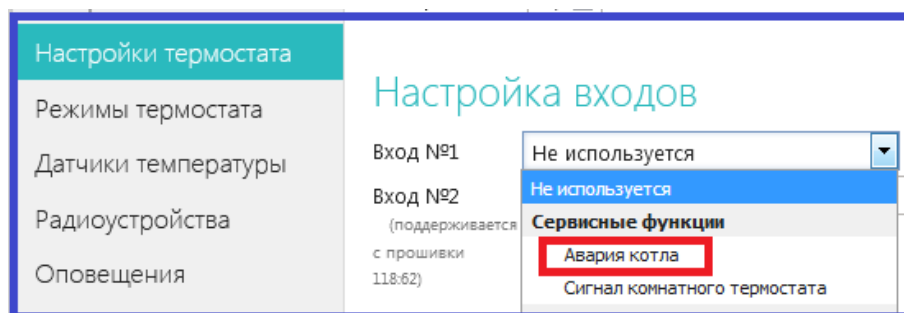 Настройки термостата
Режимы термостата
Датчики температуры
Радиоустройства
Оповещения
Настройка входов
Вход №1
Не используется
Вход №2
(поддерживается
с прошивки
118:62)
Не используется
Сервисные функции
Авария котла
Сигнал комнатного термостата